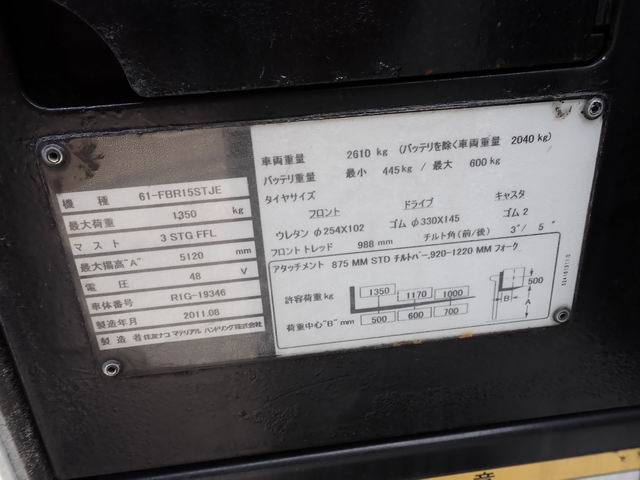 機 種 61-FBR15STJE
最大荷重 1350 kg
マスト 3 STG FFL
最大揚高"A" 5120 mm
電 圧 48 V
車体番号 R1G-19346
製造年月 2011.08
製造者 住友ナコ マテリアル ハンドリング株式会社
車両重量 2610 kg (バッテリを除く車両重量 2040 kg)
バッテリ重量 最小 445kg / 最大 600kg
タイヤサイズ
フロント ドライブ キャスタ
ウレタン φ254X102 ゴム φ330X145 ゴム 2
フロント トレッド 988 mm チルト角(前/後) 3°/ 5°
アタッチメント 875 MM STD チルトバー,920-1220 MM フォーク
許容荷重 kg 1350 1170 1000
荷重中心"B" mm 500 600 700
500
B
A
意